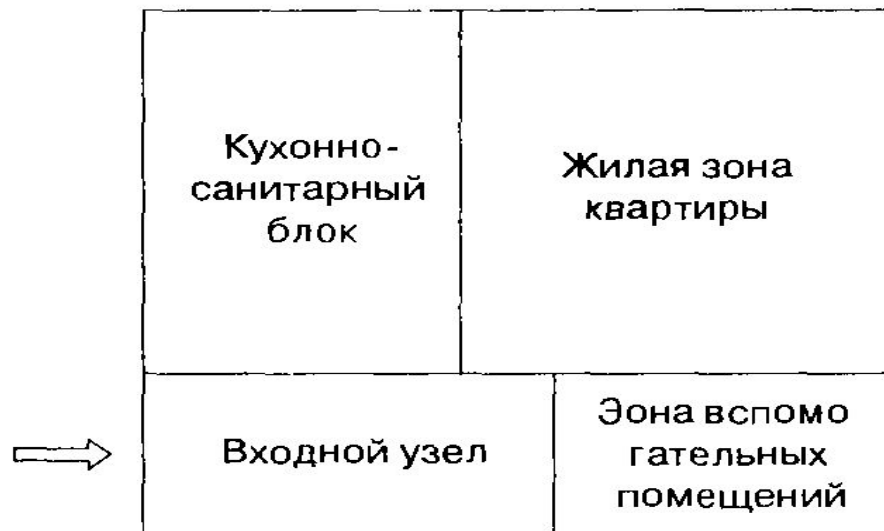 Кухонно-
санитарный
блок
Жилая зона
квартиры
Входной узел
Эона вспомо
гательных
помещений